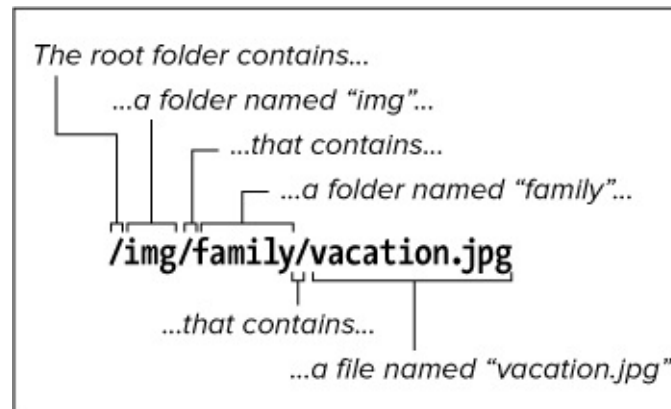 The root folder contains...
...a folder named “img”...
...that contains...
...a folder named “family”...
/img/family/vacation.jpg
...that contains...
...a file named “vacation.jpg”